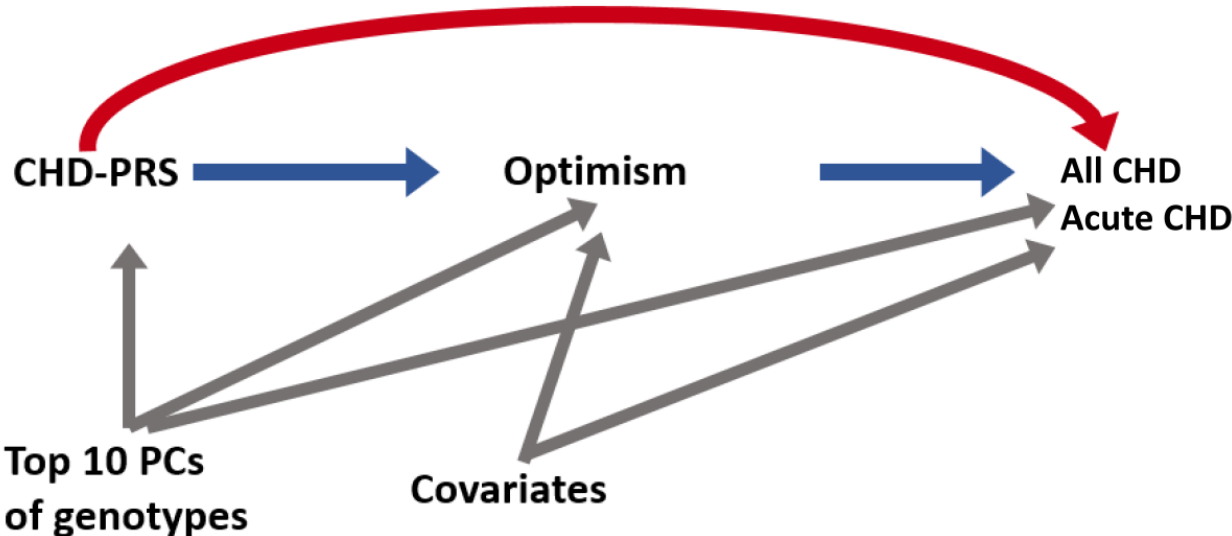 CHD-PRS
Optimism
All CHD
Acute CHD
Top 10 PCs
of genotypes
Covariates